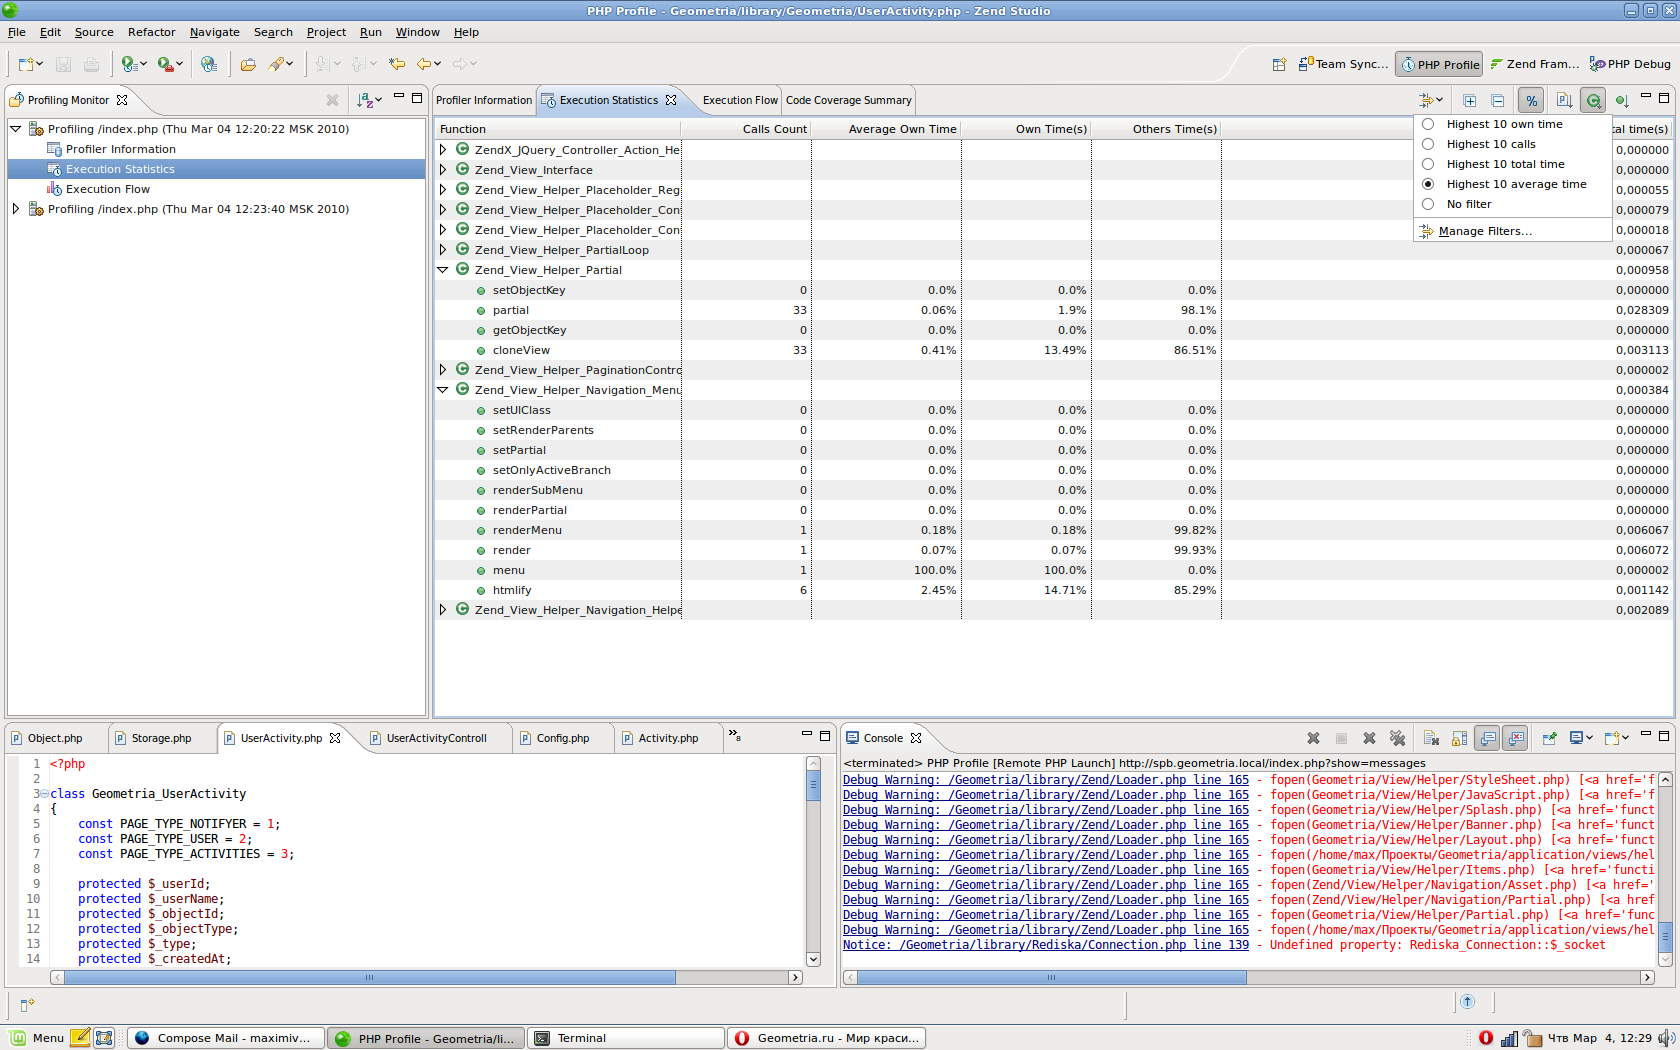 PHP Profile - Geometria/library/Geometria/UserActivity.php - Zend Studio
File Edit Source Refactor Navigate Search Project Run Window Help
Team Sync... PHP Profile Zend Fram... PHP Debug
Profiling Monitor
Profiling /index.php (Thu Mar 04 12:20:22 MSK 2010)
Profiler Information
Execution Statistics
Execution Flow
Profiling /index.php (Thu Mar 04 12:23:40 MSK 2010)
Profiler Information Execution Statistics Execution Flow Code Coverage Summary
Function Calls Count Average Own Time Own Time(s) Others Time(s) tal time(s)
Highest 10 own time
Highest 10 calls
Highest 10 total time
Highest 10 average time
No filter
Manage Filters...
ZendX_JQuery_Controller_Action_He 0,000000
Zend_View_Interface 0,000000
Zend_View_Helper_Placeholder_Reg 0,000055
Zend_View_Helper_Placeholder_Con 0,000079
Zend_View_Helper_Placeholder_Con 0,000018
Zend_View_Helper_PartialLoop 0,000067
Zend_View_Helper_Partial 0,000958
setObjectKey 0 0.0% 0.0% 0.0% 0,000000
partial 33 0.06% 1.9% 98.1% 0,028309
getObjectKey 0 0.0% 0.0% 0.0% 0,000000
cloneView 33 0.41% 13.49% 86.51% 0,003113
Zend_View_Helper_PaginationContro 0,000002
Zend_View_Helper_Navigation_Menu 0,000384
setUlClass 0 0.0% 0.0% 0.0% 0,000000
setRenderParents 0 0.0% 0.0% 0.0% 0,000000
setPartial 0 0.0% 0.0% 0.0% 0,000000
setOnlyActiveBranch 0 0.0% 0.0% 0.0% 0,000000
renderSubMenu 0 0.0% 0.0% 0.0% 0,000000
renderPartial 0 0.0% 0.0% 0.0% 0,000000
renderMenu 1 0.18% 0.18% 99.82% 0,006067
render 1 0.07% 0.07% 99.93% 0,006072
menu 1 100.0% 100.0% 0.0% 0,000002
htmlify 6 2.45% 14.71% 85.29% 0,001142
Zend_View_Helper_Navigation_Helpe 0,002089
Object.php Storage.php UserActivity.php UserActivityControll Config.php Activity.php »8
1 <?php
2
3 class Geometria_UserActivity
4 {
5 const PAGE_TYPE_NOTIFYER = 1;
6 const PAGE_TYPE_USER = 2;
7 const PAGE_TYPE_ACTIVITIES = 3;
8
9 protected $_userId;
10 protected $_userName;
11 protected $_objectId;
12 protected $_objectType;
13 protected $_type;
14 protected $_createdAt;
Console
<terminated> PHP Profile [Remote PHP Launch] http://spb.geometria.local/index.php?show=messages
Debug Warning: /Geometria/library/Zend/Loader.php line 165 - fopen(Geometria/View/Helper/StyleSheet.php) [<a href='f
Debug Warning: /Geometria/library/Zend/Loader.php line 165 - fopen(Geometria/View/Helper/JavaScript.php) [<a href='f
Debug Warning: /Geometria/library/Zend/Loader.php line 165 - fopen(Geometria/View/Helper/Splash.php) [<a href='funct
Debug Warning: /Geometria/library/Zend/Loader.php line 165 - fopen(Geometria/View/Helper/Banner.php) [<a href='funct
Debug Warning: /Geometria/library/Zend/Loader.php line 165 - fopen(Geometria/View/Helper/Layout.php) [<a href='funct
Debug Warning: /Geometria/library/Zend/Loader.php line 165 - fopen(/home/max/Проекты/Geometria/application/views/hel
Debug Warning: /Geometria/library/Zend/Loader.php line 165 - fopen(Geometria/View/Helper/Items.php) [<a href='functi
Debug Warning: /Geometria/library/Zend/Loader.php line 165 - fopen(Zend/View/Helper/Navigation/Asset.php) [<a href='
Debug Warning: /Geometria/library/Zend/Loader.php line 165 - fopen(Zend/View/Helper/Navigation/Partial.php) [<a href
Debug Warning: /Geometria/library/Zend/Loader.php line 165 - fopen(Geometria/View/Helper/Partial.php) [<a href='func
Debug Warning: /Geometria/library/Zend/Loader.php line 165 - fopen(/home/max/Проекты/Geometria/application/views/hel
Notice: /Geometria/library/Rediska/Connection.php line 139 - Undefined property: Rediska_Connection::$_socket
Menu Compose Mail - maximiv... PHP Profile - Geometria/li... Terminal Geometria.ru - Мир краси... Чтв Мар 4, 12:29